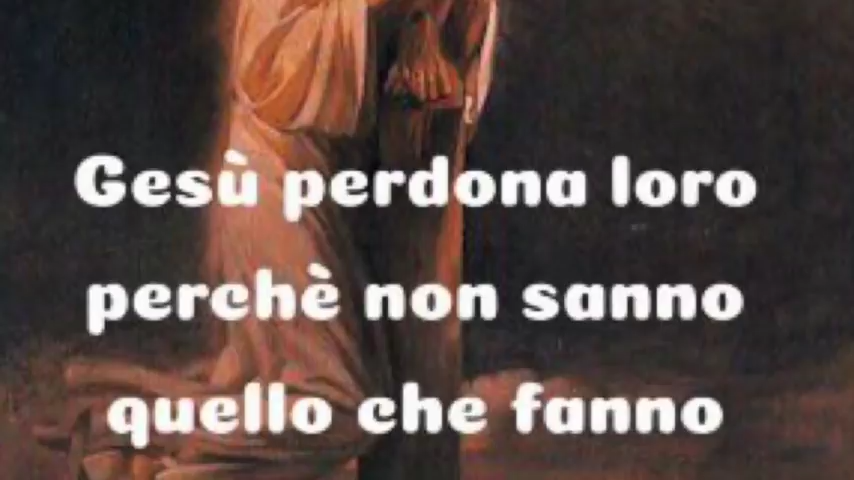 Gesù perdona loro
perchè non sanno
quello che fanno